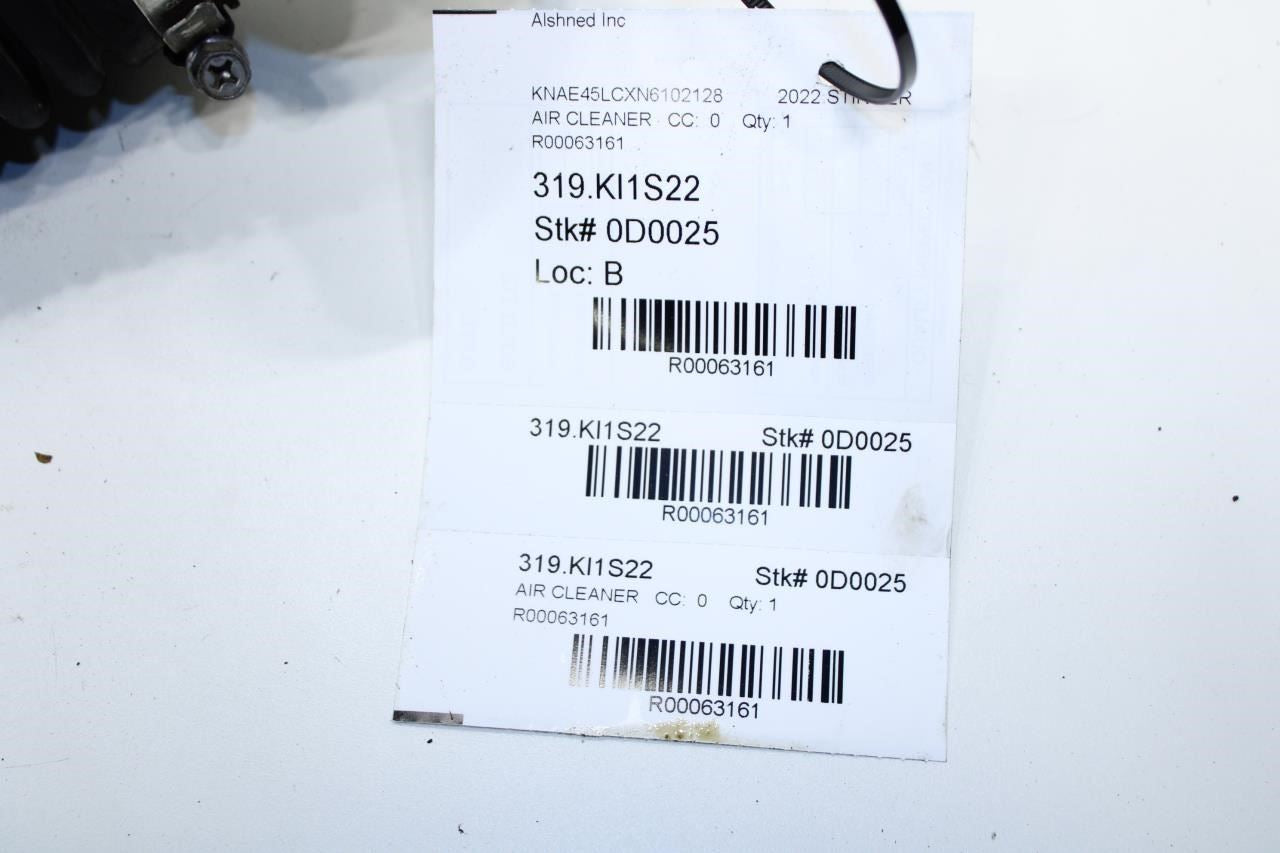 Alshned Inc
KNAE45LCXN6102128 2022
AIR CLEANER CC: 0 Qty: 1
R00063161
319.KI1S22
Stk# 0D0025
Loc: B
R00063161
319.KI1S22 Stk# 0D0025
R00063161
319.KI1S22 Stk# 0D0025
AIR CLEANER CC: 0 Qty: 1
R00063161
R00063161